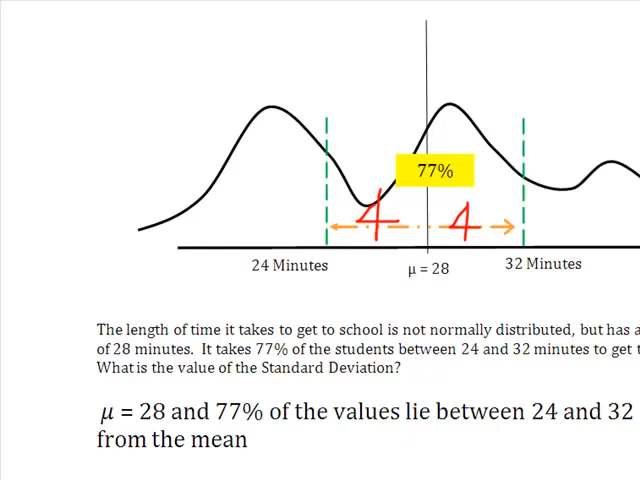 77%
4 4
24 Minutes μ = 28 32 Minutes
The length of time it takes to get to school is not normally distributed, but has a
of 28 minutes. It takes 77% of the students between 24 and 32 minutes to get t
What is the value of the Standard Deviation?
μ = 28 and 77% of the values lie between 24 and 32
from the mean